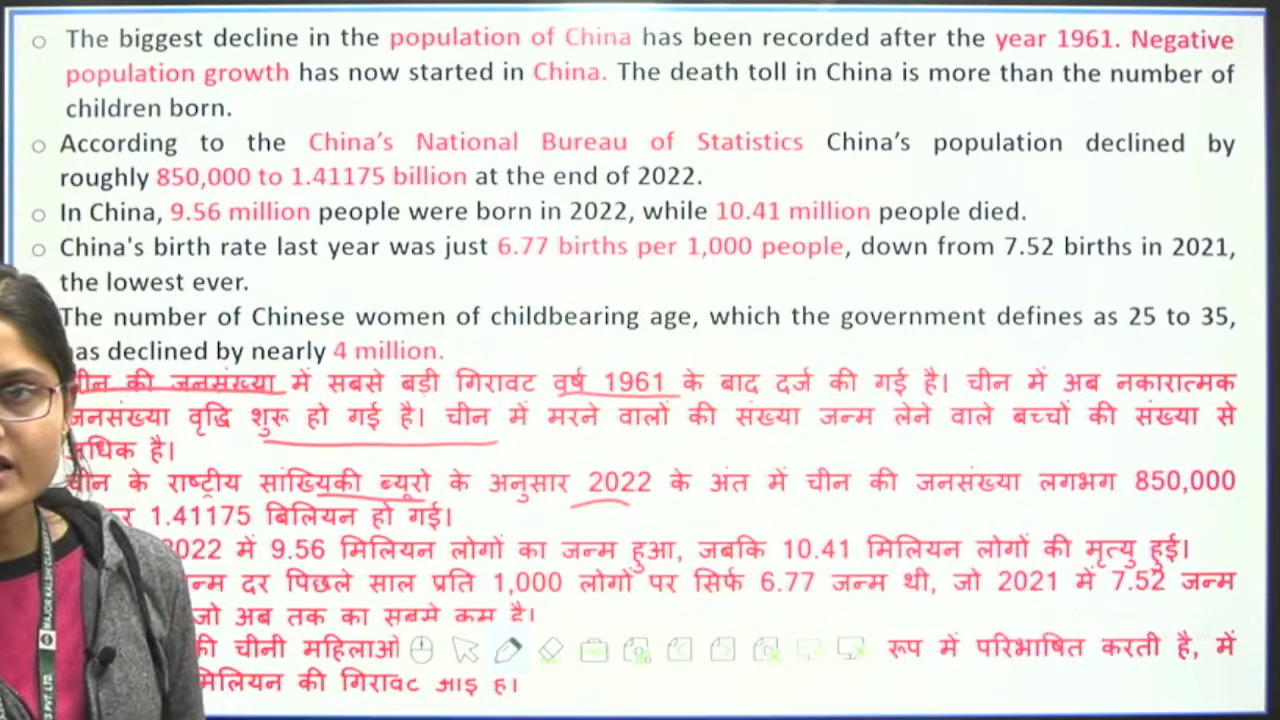 The biggest decline in the population of China has been recorded after the year 1961. Negative
population growth has now started in China. The death toll in China is more than the number of
children born.
According to the China's National Bureau of Statistics China's population declined by
roughly 850,000 to 1.41175 billion at the end of 2022.
In China, 9.56 million people were born in 2022, while 10.41 million people died.
China's birth rate last year was just 6.77 births per 1,000 people, down from 7.52 births in 2021,
the lowest ever.
The number of Chinese women of childbearing age, which the government defines as 25 to 35,
has declined by nearly 4 million.
चीन की जनसंख्या में सबसे बड़ी गिरावट वर्ष 1961 के बाद दर्ज की गई है। चीन में अब नकारात्मक
जनसंख्या वृद्धि शुरू हो गई है। चीन में मरने वालों की संख्या जन्म लेने वाले बच्चों की संख्या से
अधिक है।
चीन के राष्ट्रीय सांख्यिकी ब्यूरो के अनुसार 2022 के अंत में चीन की जनसंख्या लगभग 850,000
1.41175 बिलियन हो गई।
2022 में 9.56 मिलियन लोगों का जन्म हुआ, जबकि 10.41 मिलियन लोगों की मृत्यु हुई।
दर पिछले साल प्रति 1,000 लोगों पर सिर्फ 6.77 जन्म थी, जो 2021 में 7.52 जन्म
जो अब तक का सबसे कम है।
की चीनी महिलाओं रूप में परिभाषित करती है, में
मिलियन की गिरावट आई है।